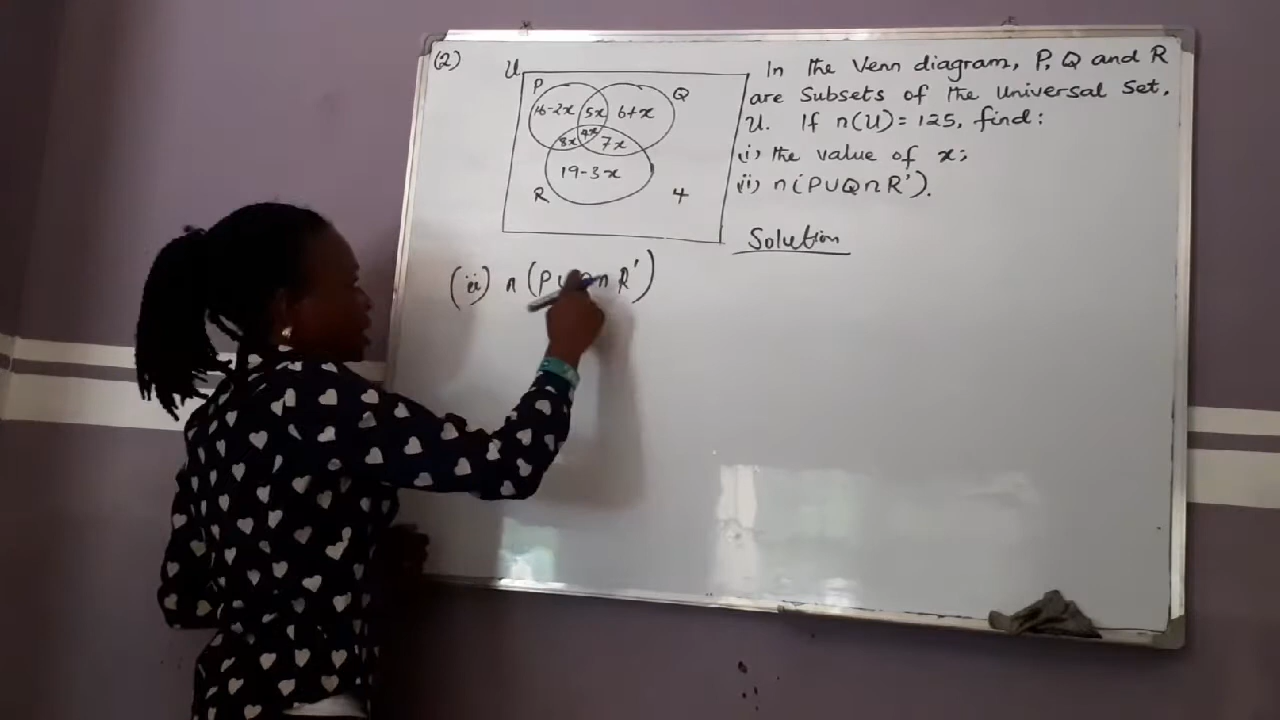 (2)
U
P
Q
16-2x 5x 6+x
8x 4x 7x
19-3x
R
4
In the Venn diagram, P, Q and R
are subsets of the universal set,
U. If n(U) = 125, find:
(i) the value of x;
(ii) n(P∪Q∩R').
Solution
(ii) n(P∪Q∩R')